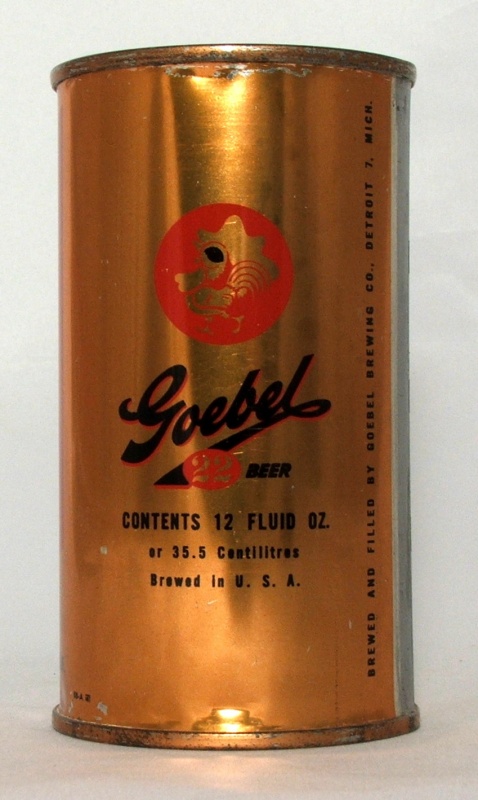 Goebel
22 BEER
CONTENTS 12 FLUID OZ.
or 35.5 Centilitres
Brewed in U. S. A.
BREWED AND FILLED BY GOEBEL BREWING CO., DETROIT 7, MICH.